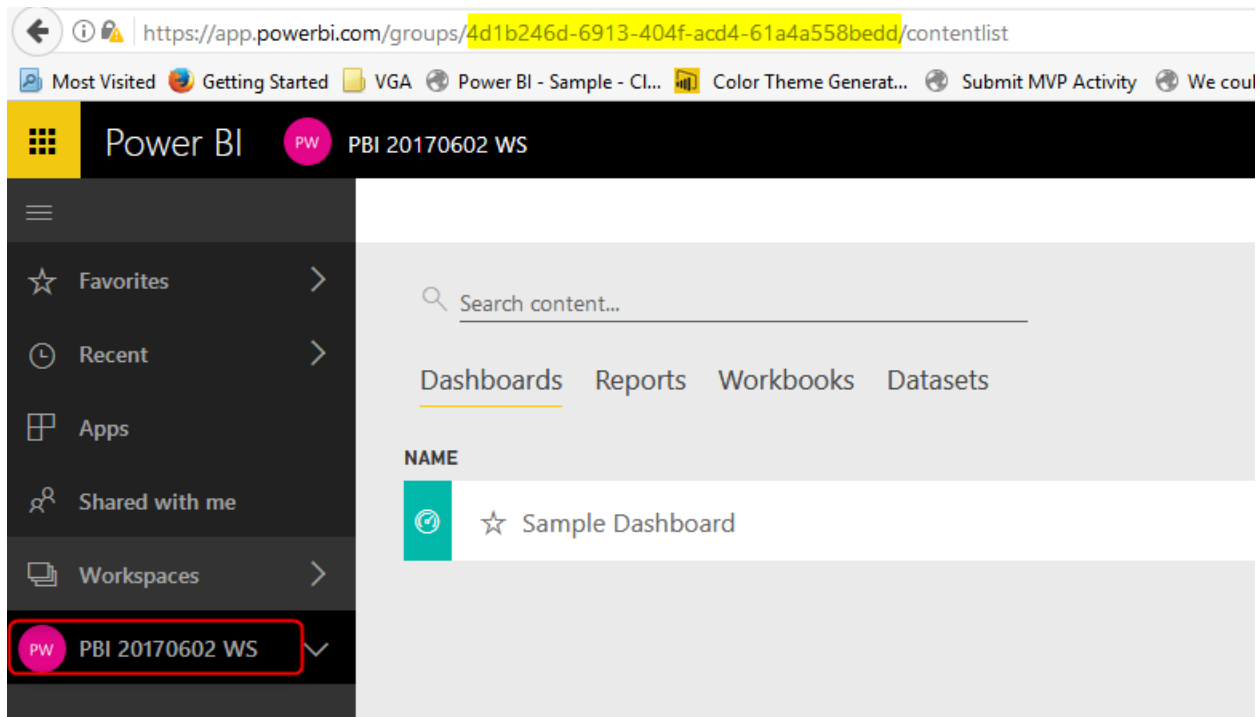 https://app.powerbi.com/groups/4d1b246d-6913-404f-acd4-61a4a558bedd/contentlist
Most Visited Getting Started VGA Power BI - Sample - Cl... Color Theme Generat... Submit MVP Activity We coul
Power BI PW PBI 20170602 WS
Favorites
Search content...
Recent
Dashboards Reports Workbooks Datasets
Apps
NAME
Shared with me
Sample Dashboard
Workspaces
PW PBI 20170602 WS